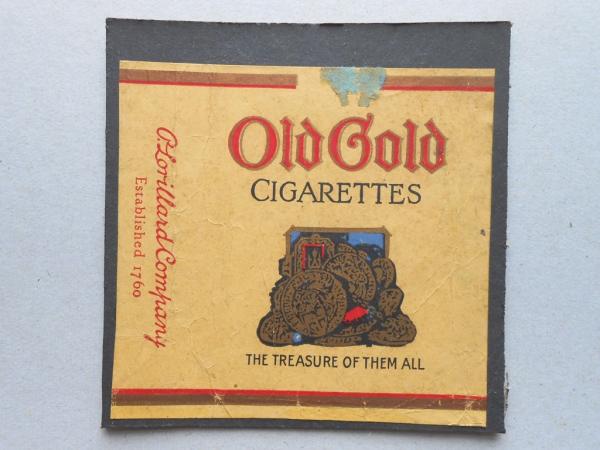 Old Gold
CIGARETTES
THE TREASURE OF THEM ALL
P. Lorillard Company
Established 1760